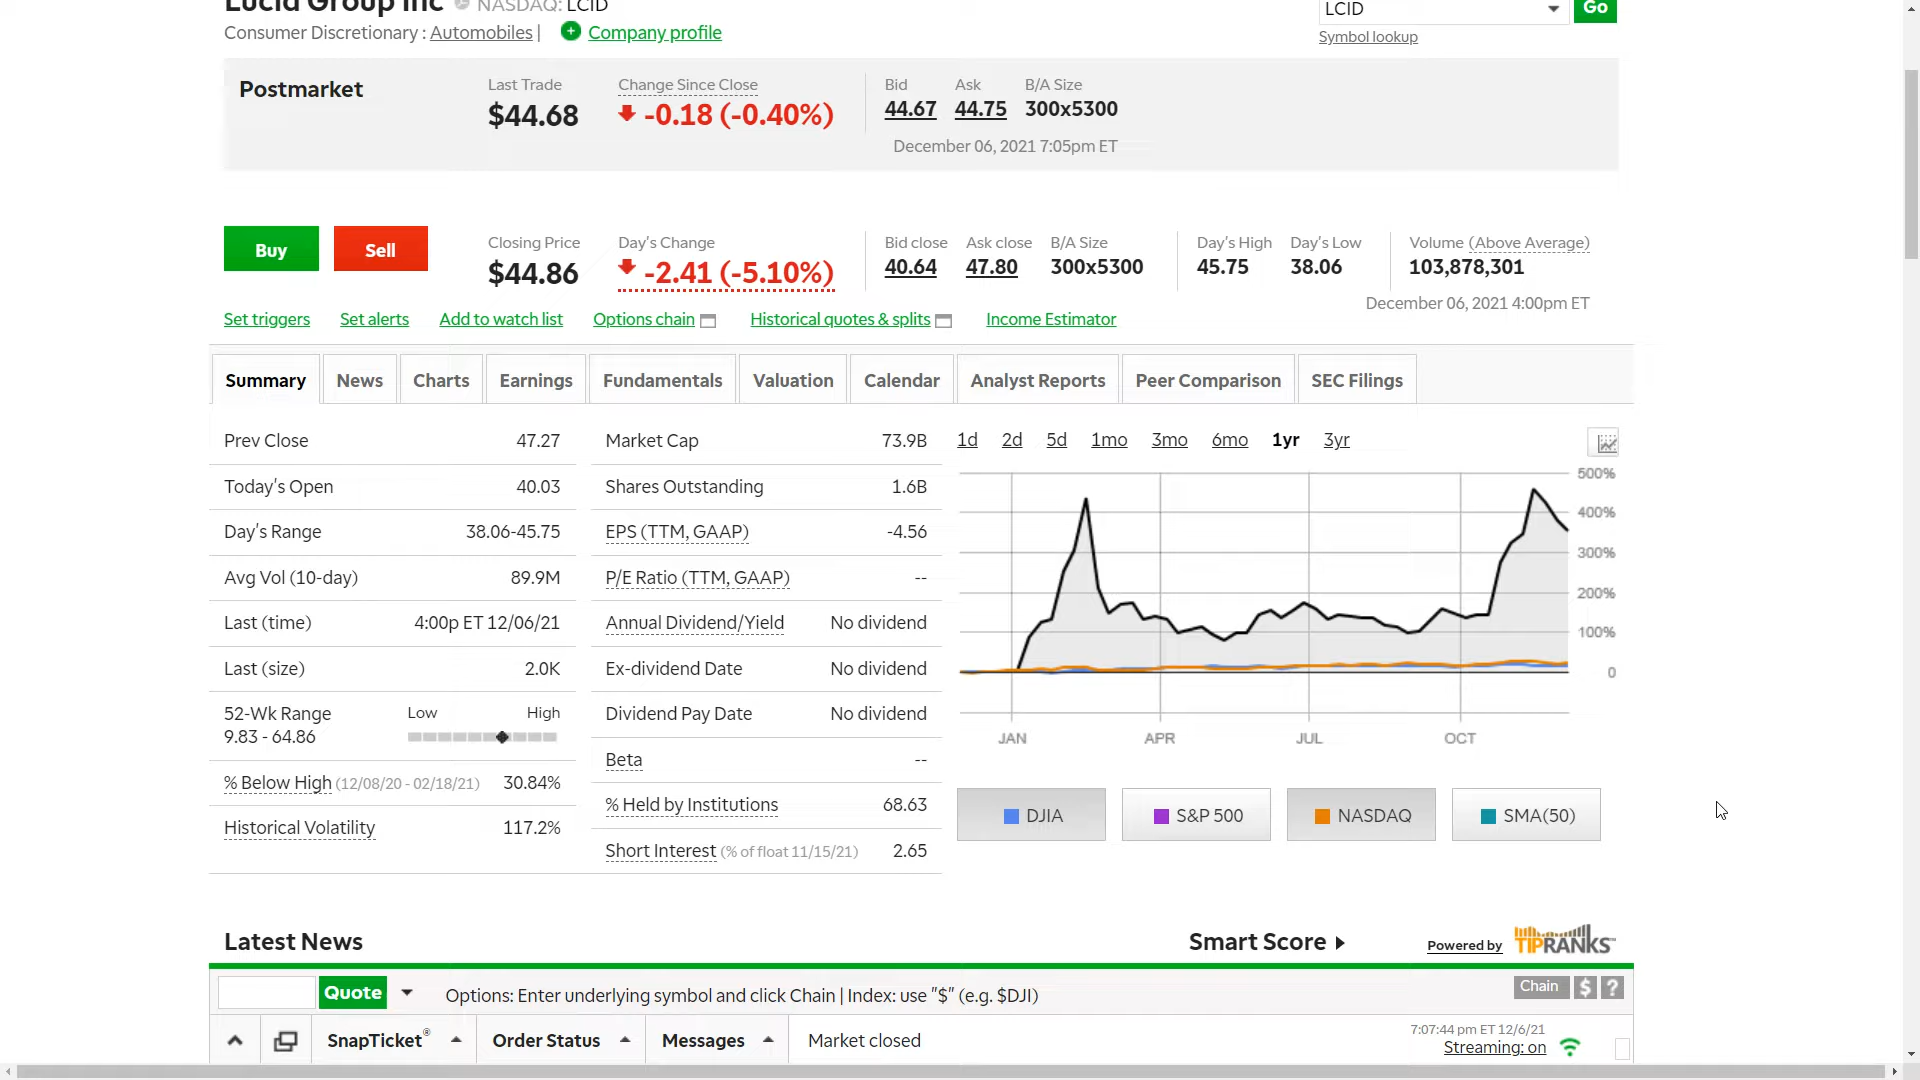 Lucid Group Inc NASDAQ: LCID
Consumer Discretionary : Automobiles | Company profile
LCID Go
Symbol lookup
Postmarket
Last Trade
$44.68
Change Since Close
-0.18 (-0.40%)
Bid Ask B/A Size
44.67 44.75 300x5300
December 06, 2021 7:05pm ET
Buy Sell
Closing Price
$44.86
Day's Change
-2.41 (-5.10%)
Bid close Ask close B/A Size
40.64 47.80 300x5300
Day's High Day's Low
45.75 38.06
Volume (Above Average)
103,878,301
December 06, 2021 4:00pm ET
Set triggers Set alerts Add to watch list Options chain Historical quotes & splits Income Estimator
Summary News Charts Earnings Fundamentals Valuation Calendar Analyst Reports Peer Comparison SEC Filings
Prev Close 47.27
Today's Open 40.03
Day's Range 38.06-45.75
Avg Vol (10-day) 89.9M
Last (time) 4:00p ET 12/06/21
Last (size) 2.0K
52-Wk Range Low High
9.83 - 64.86
% Below High (12/08/20 - 02/18/21) 30.84%
Historical Volatility 117.2%
Market Cap 73.9B
Shares Outstanding 1.6B
EPS (TTM, GAAP) -4.56
P/E Ratio (TTM, GAAP) --
Annual Dividend/Yield No dividend
Ex-dividend Date No dividend
Dividend Pay Date No dividend
Beta --
% Held by Institutions 68.63
Short Interest (% of float 11/15/21) 2.65
1d 2d 5d 1mo 3mo 6mo 1yr 3yr
500%
400%
300%
200%
100%
0
JAN APR JUL OCT
DJIA S&P 500 NASDAQ SMA(50)
Latest News
Smart Score
Powered by TIPRANKS™
Quote Options: Enter underlying symbol and click Chain | Index: use "$" (e.g. $DJI) Chain $ ?
SnapTicket® Order Status Messages Market closed
7:07:44 pm ET 12/6/21
Streaming: on